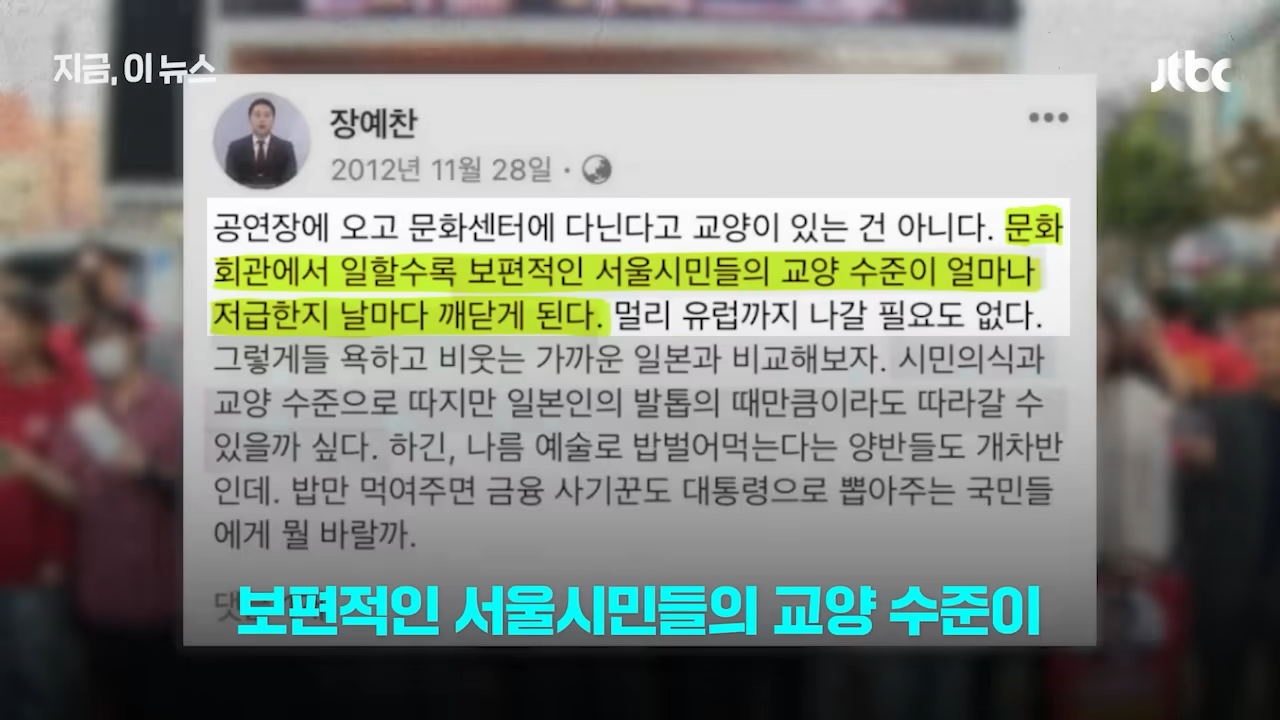 지금, 이 뉴스
jtbc
장예찬
2012년 11월 28일 ·
공연장에 오고 문화센터에 다닌다고 교양이 있는 건 아니다. 문화
회관에서 일할수록 보편적인 서울시민들의 교양 수준이 얼마나
저급한지 날마다 깨닫게 된다. 멀리 유럽까지 나갈 필요도 없다.
그렇게들 욕하고 비웃는 가까운 일본과 비교해보자. 시민의식과
교양 수준으로 따지만 일본인의 발톱의 때만큼이라도 따라갈 수
있을까 싶다. 하긴, 나름 예술로 밥벌어먹는다는 양반들도 개차반
인데. 밥만 먹여주면 금융 사기꾼도 대통령으로 뽑아주는 국민들
에게 뭘 바랄까.
보편적인 서울시민들의 교양 수준이